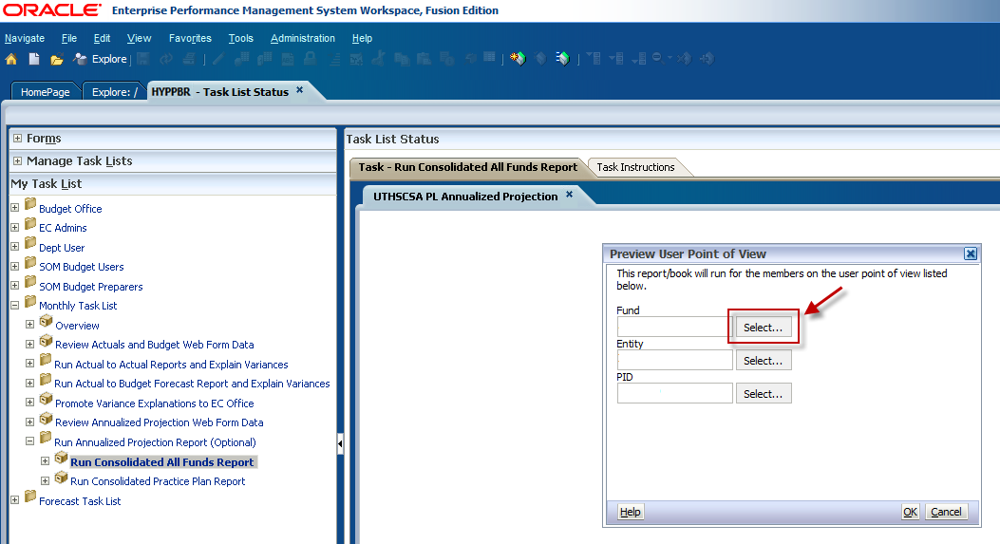 ORACLE® Enterprise Performance Management System Workspace, Fusion Edition
Navigate File Edit View Favorites Tools Administration Help
Explore
HomePage Explore: / HYPPBR - Task List Status
Forms
Manage Task Lists
My Task List
Budget Office
EC Admins
Dept User
SOM Budget Users
SOM Budget Preparers
Monthly Task List
Overview
Review Actuals and Budget Web Form Data
Run Actual to Actual Reports and Explain Variances
Run Actual to Budget Forecast Report and Explain Variances
Promote Variance Explanations to EC Office
Review Annualized Projection Web Form Data
Run Annualized Projection Report (Optional)
Run Consolidated All Funds Report
Run Consolidated Practice Plan Report
Forecast Task List
Task List Status
Task - Run Consolidated All Funds Report Task Instructions
UTHSCSA PL Annualized Projection
Preview User Point of View
This report/book will run for the members on the user point of view listed
below.
Fund
Select...
Entity
Select...
PID
Select...
Help OK Cancel